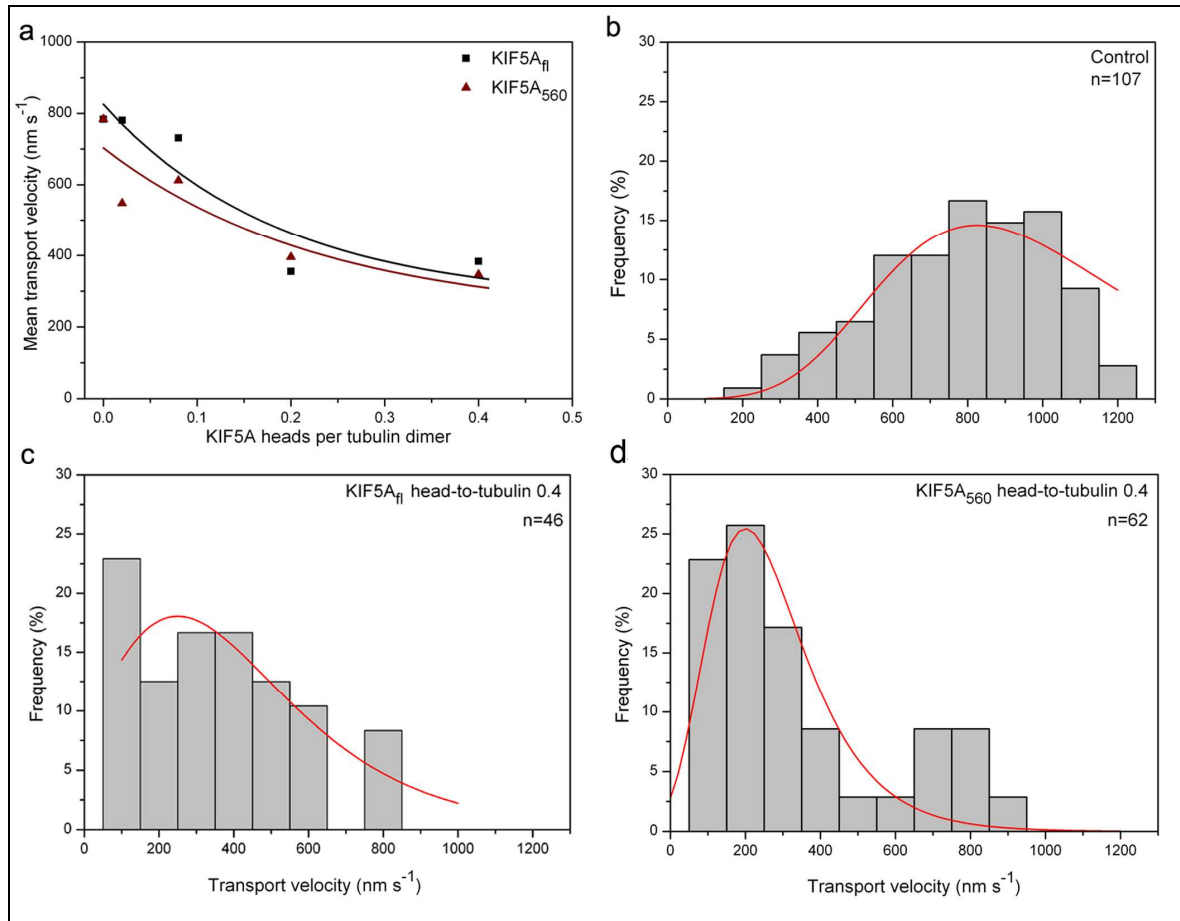 a
KIF5A_fl
KIF5A_560
1000
800
600
400
200
0
0.0 0.1 0.2 0.3 0.4 0.5
Mean transport velocity (nm s⁻¹)
KIF5A heads per tubulin dimer
b
Control
n=107
30
25
20
15
10
5
0
0 200 400 600 800 1000 1200
Frequency (%)
c
KIF5A_fl head-to-tubulin 0.4
n=46
30
25
20
15
10
5
0
0 200 400 600 800 1000 1200
Frequency (%)
Transport velocity (nm s⁻¹)
d
KIF5A_560 head-to-tubulin 0.4
n=62
30
25
20
15
10
5
0
0 200 400 600 800 1000 1200
Frequency (%)
Transport velocity (nm s⁻¹)